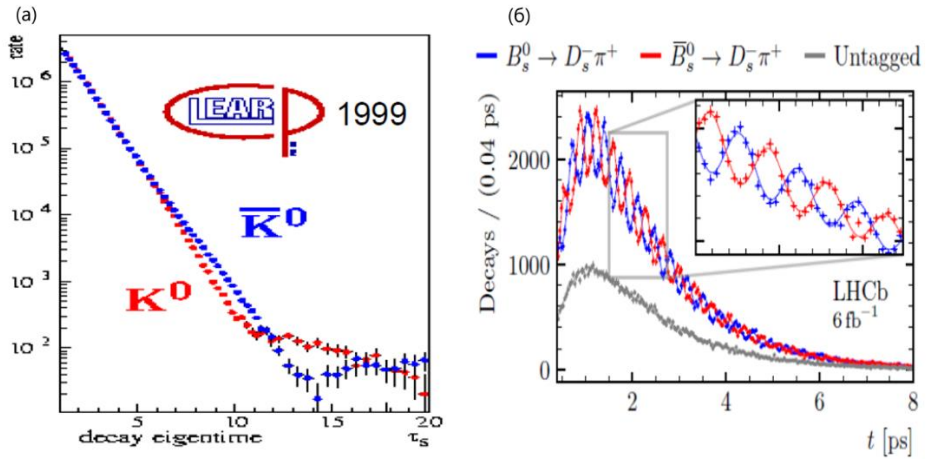 (a)
(6)
rate
10⁶
10⁵
10⁴
10³
10²
LEAR
p
1999
K̅⁰
K⁰
5
10
15
20
decay eigentime
τₛ
B⁰ₛ → D⁻ₛπ⁺
B̅⁰ₛ → D⁻ₛπ⁺
Untagged
Decays / (0.04 ps)
2000
1000
0
LHCb
6 fb⁻¹
2
4
6
8
t [ps]